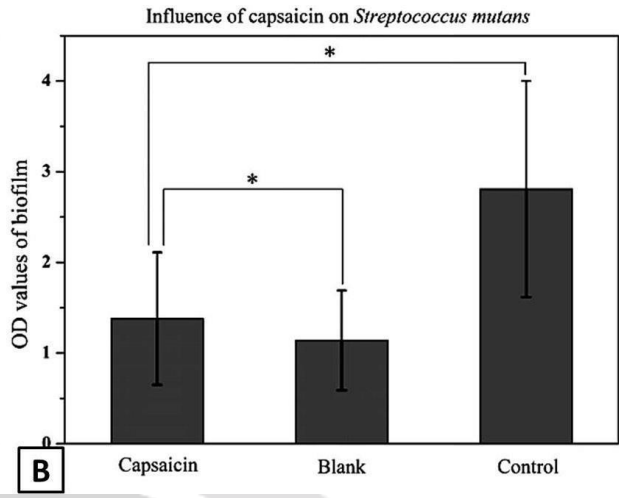 Influence of capsaicin on Streptococcus mutans
OD values of biofilm
4
3
2
1
0
*
*
Capsaicin Blank Control
B